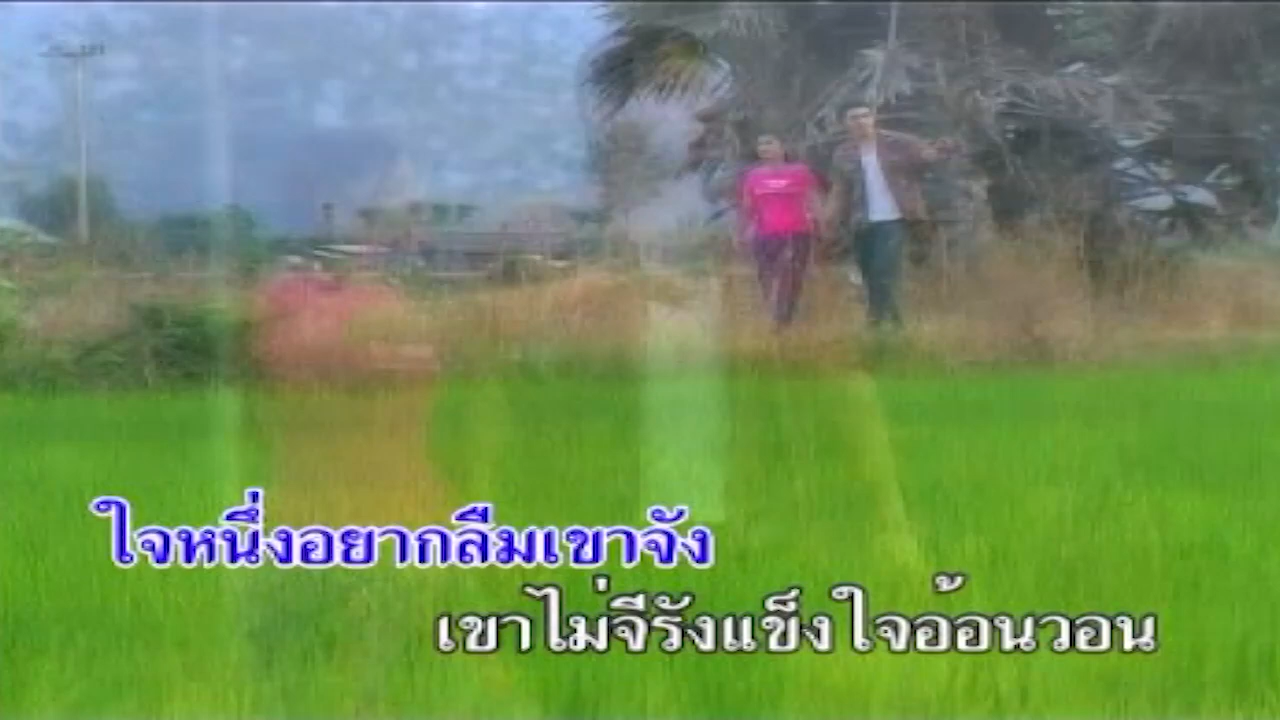 ใจหนึ่งอยากลืมเขาจัง
เขาไม่จีรังแข็งใจอ้อนวอน